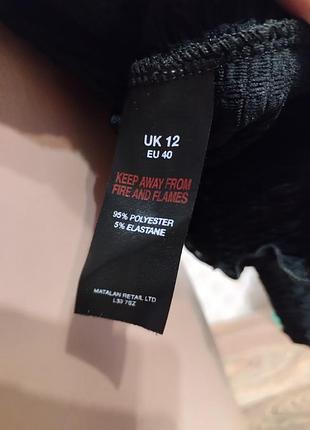 UK 12
EU 40
KEEP AWAY FROM
FIRE AND FLAMES
95% POLYESTER
5% ELASTANE
MATALAN RETAIL LTD
L33 7SZ